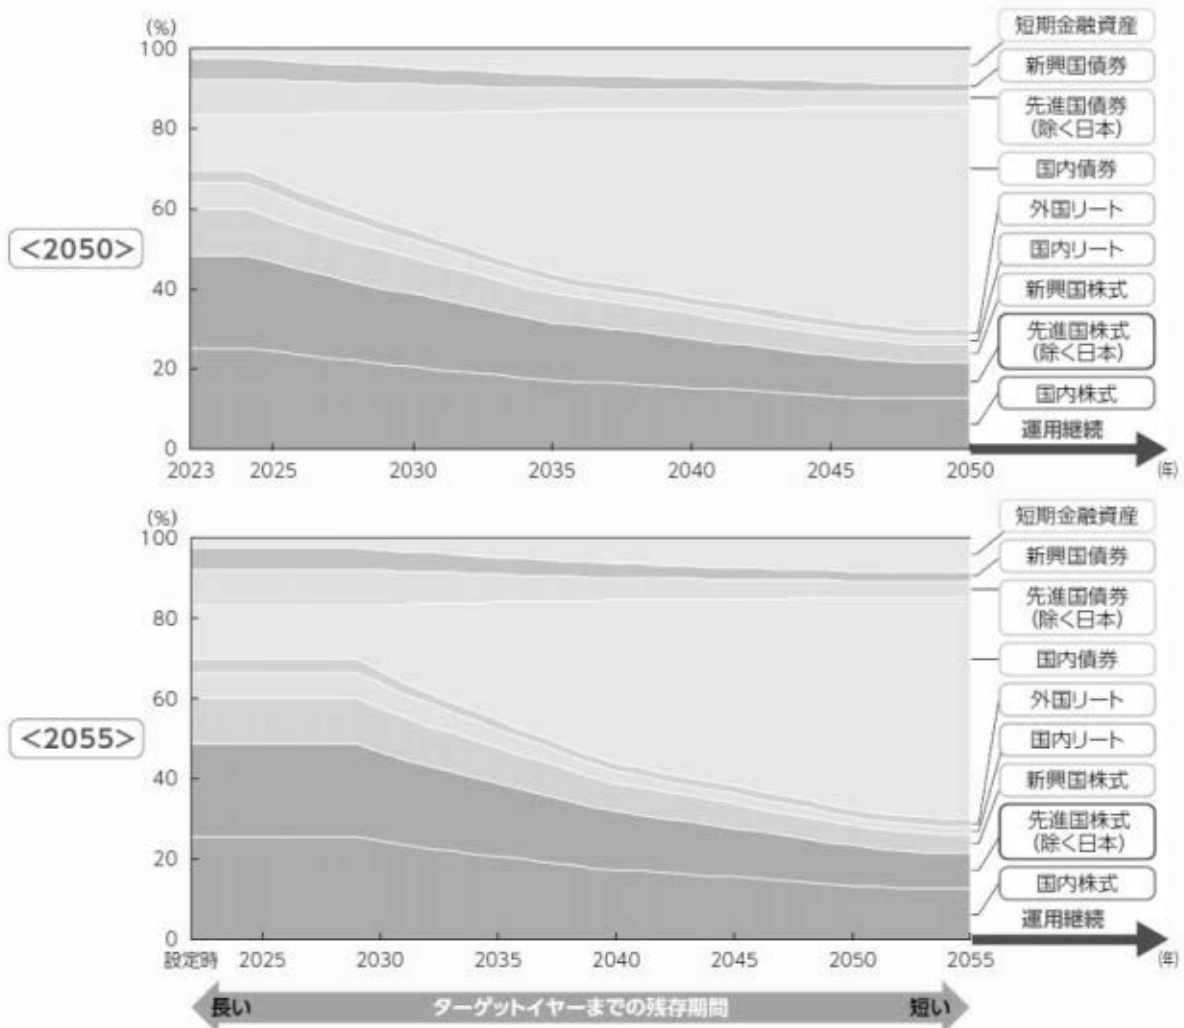 (%)
100
80
60
40
20
0
<2050>
2023 2025 2030 2035 2040 2045 2050 (年)
短期金融資産
新興国債券
先進国債券
(除く日本)
国内債券
外国リート
国内リート
新興国株式
先進国株式
(除く日本)
国内株式
運用継続
(%)
100
80
60
40
20
0
<2055>
設定時 2025 2030 2035 2040 2045 2050 2055 (年)
短期金融資産
新興国債券
先進国債券
(除く日本)
国内債券
外国リート
国内リート
新興国株式
先進国株式
(除く日本)
国内株式
運用継続
長い ターゲットイヤーまでの残存期間 短い